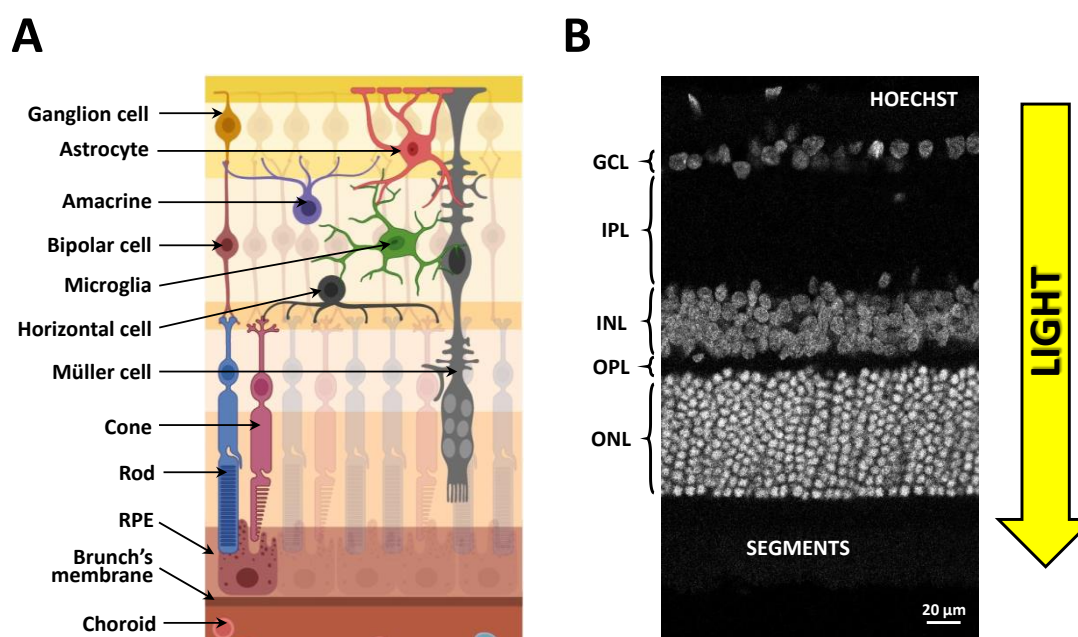 A
Ganglion cell
Astrocyte
Amacrine
Bipolar cell
Microglia
Horizontal cell
Müller cell
Cone
Rod
RPE
Brunch's
membrane
Choroid
B
HOECHST
GCL
IPL
INL
OPL
ONL
SEGMENTS
20 µm
LIGHT